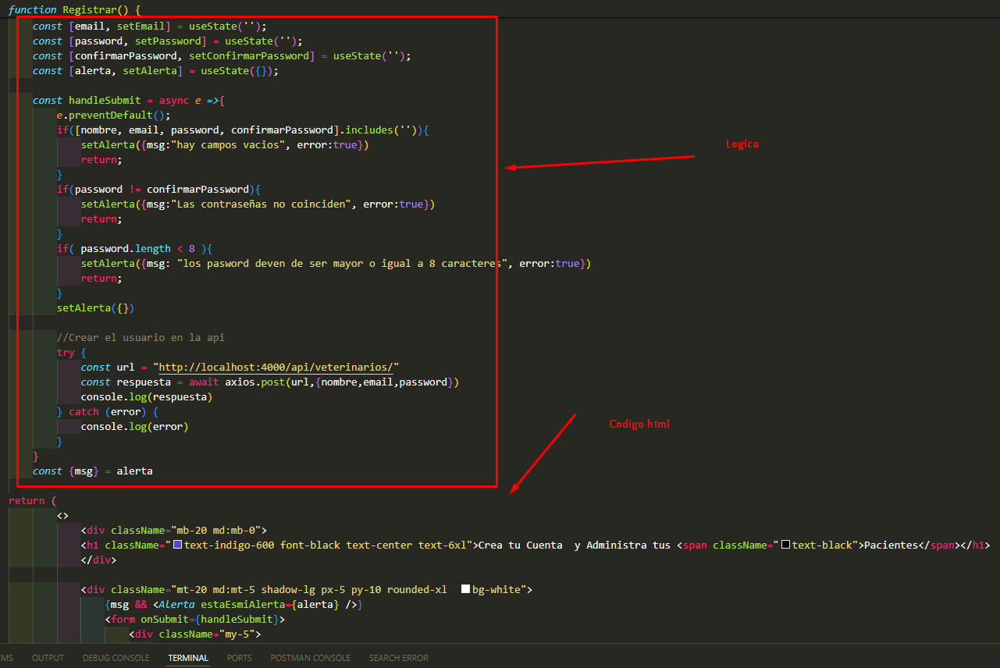 function Registrar() {
const [email, setEmail] = useState('');
const [password, setPassword] = useState('');
const [confirmarPassword, setConfirmarPassword] = useState('');
const [alerta, setAlerta] = useState({});
const handleSubmit = async e =>{
e.preventDefault();
if([nombre, email, password, confirmarPassword].includes('')){
setAlerta({msg:"hay campos vacios", error:true})
Logica
return;
}
if(password != confirmarPassword){
setAlerta({msg:"Las contraseñas no coinciden", error:true})
return;
}
if( password.length < 8 ){
setAlerta({msg: "los pasword deven de ser mayor o igual a 8 caracteres", error:true})
return;
}
setAlerta({})
//Crear el usuario en la api
try {
const url = "http://localhost:4000/api/veterinarios/"
const respuesta = await axios.post(url,{nombre,email,password})
console.log(respuesta)
} catch (error) {
console.log(error)
Codigo html
}
}
const {msg} = alerta
return (
<>
<div className="mb-20 md:mb-0">
<h1 className="text-indigo-600 font-black text-center text-6xl">Crea tu Cuenta  y Administra tus <span className="text-black">Pacientes</span></h1>
</div>
<div className="mt-20 md:mt-5 shadow-lg px-5 py-10 rounded-xl  bg-white">
{msg && <Alerta estaEsmiAlerta={alerta} />}
<form onSubmit={handleSubmit}>
<div className="my-5">
EMS OUTPUT DEBUG CONSOLE TERMINAL PORTS POSTMAN CONSOLE SEARCH ERROR